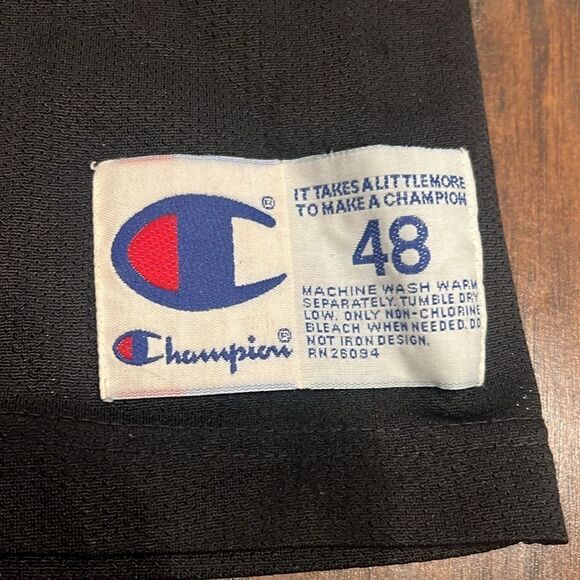 ®
Champion®
IT TAKES A LITTLE MORE
TO MAKE A CHAMPION
48
MACHINE WASH WARM
SEPARATELY. TUMBLE DRY
LOW. ONLY NON-CHLORINE
BLEACH WHEN NEEDED. DO
NOT IRON DESIGN.
RN26094